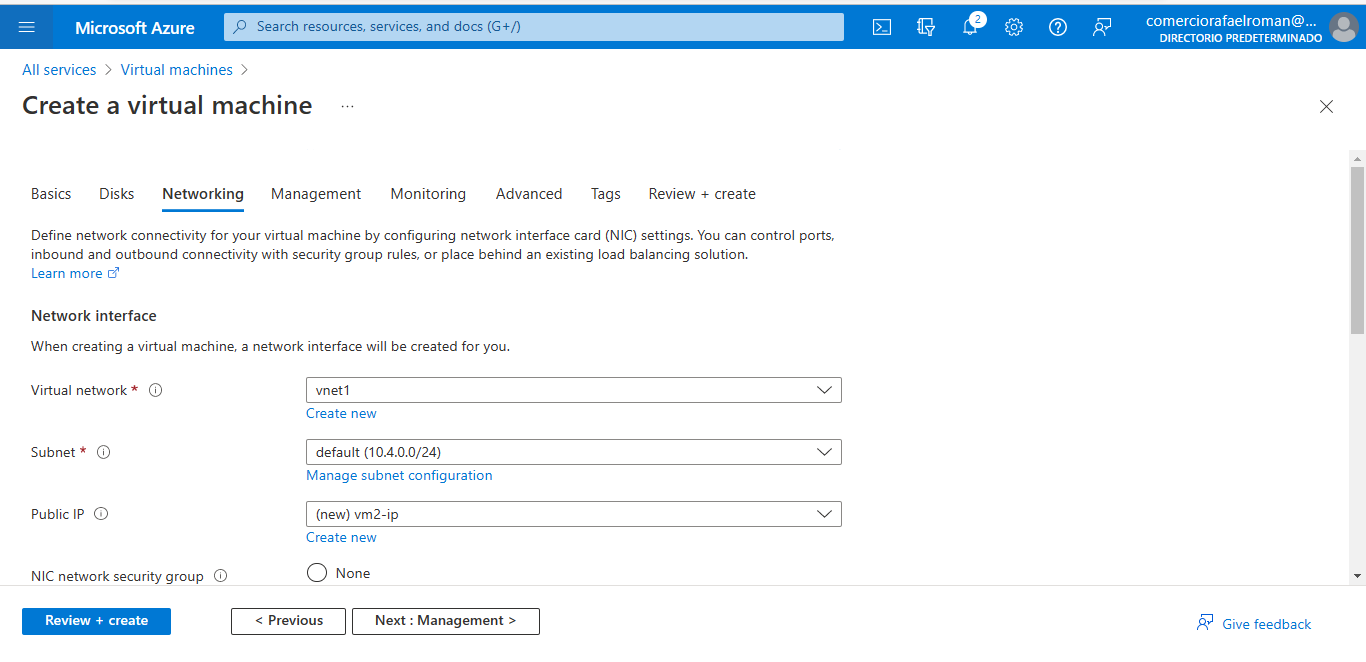 Microsoft Azure
Search resources, services, and docs (G+/)
2
comerciorafaelroman@...
DIRECTORIO PREDETERMINADO
All services > Virtual machines >
Create a virtual machine ...
Basics Disks Networking Management Monitoring Advanced Tags Review + create
Define network connectivity for your virtual machine by configuring network interface card (NIC) settings. You can control ports,
inbound and outbound connectivity with security group rules, or place behind an existing load balancing solution.
Learn more
Network interface
When creating a virtual machine, a network interface will be created for you.
Virtual network * vnet1
Create new
Subnet * default (10.4.0.0/24)
Manage subnet configuration
Public IP (new) vm2-ip
Create new
NIC network security group None
Review + create < Previous Next : Management > Give feedback